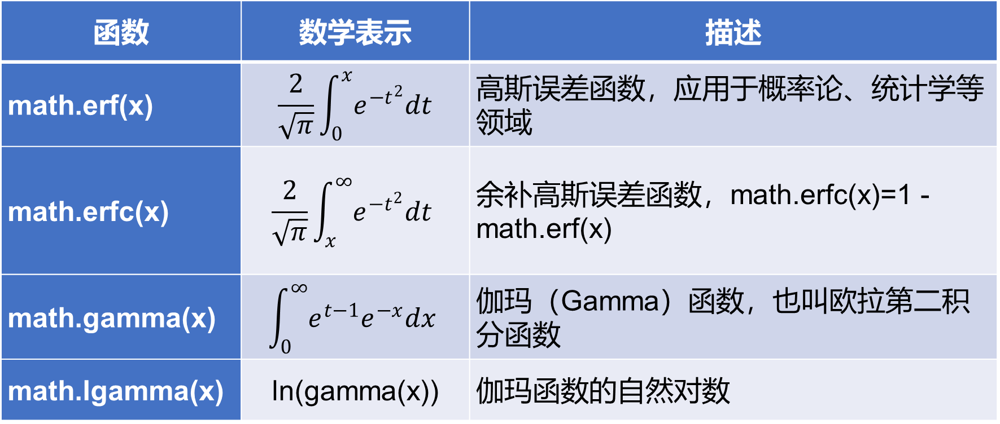 函数 数学表示 描述
math.erf(x) $\frac{2}{\sqrt{\pi}}\int_0^x e^{-t^2}dt$ 高斯误差函数，应用于概率论、统计学等
领域
math.erfc(x) $\frac{2}{\sqrt{\pi}}\int_x^\infty e^{-t^2}dt$ 余补高斯误差函数，math.erfc(x)=1 -
math.erf(x)
math.gamma(x) $\int_0^\infty e^{t-1}e^{-x}dx$ 伽玛（Gamma）函数，也叫欧拉第二积
分函数
math.lgamma(x) ln(gamma(x)) 伽玛函数的自然对数